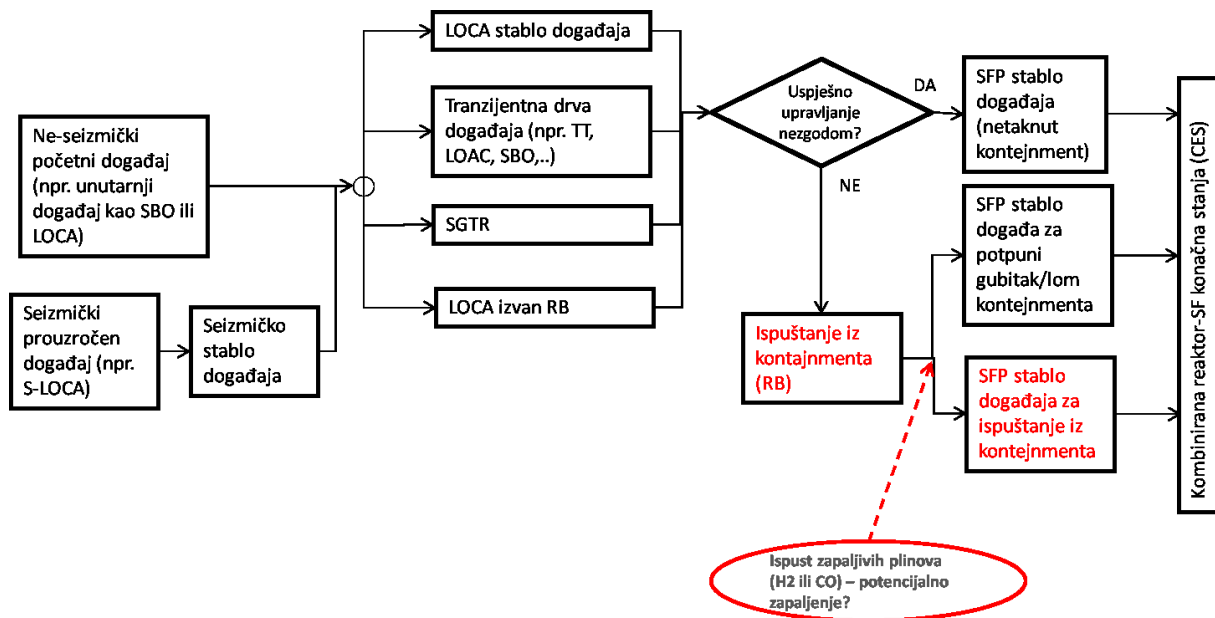 Ne-seizmički
početni događaj
(npr. unutarnji
događaj kao SBO ili
LOCA)
Seizmički
prouzročen
događaj (npr.
S-LOCA)
Seizmičko
stablo
događaja
LOCA stablo događaja
Tranzijentna drva
događaja (npr. TT,
LOAC, SBO,..)
SGTR
LOCA izvan RB
Uspješno
upravljanje
nezgodom?
DA
NE
Ispuštanje iz
kontajnmenta
(RB)
SFP stablo
događaja
(netaknut
kontejnment)
SFP stablo
događa za
potpuni
gubitak/lom
kontejnmenta
SFP stablo
događaja za
ispuštanje iz
kontejnmenta
Kombinirana reaktor-SF konačna stanja (CES)
Ispust zapaljivih plinova
(H2 ili CO) – potencijalno
zapaljenje?